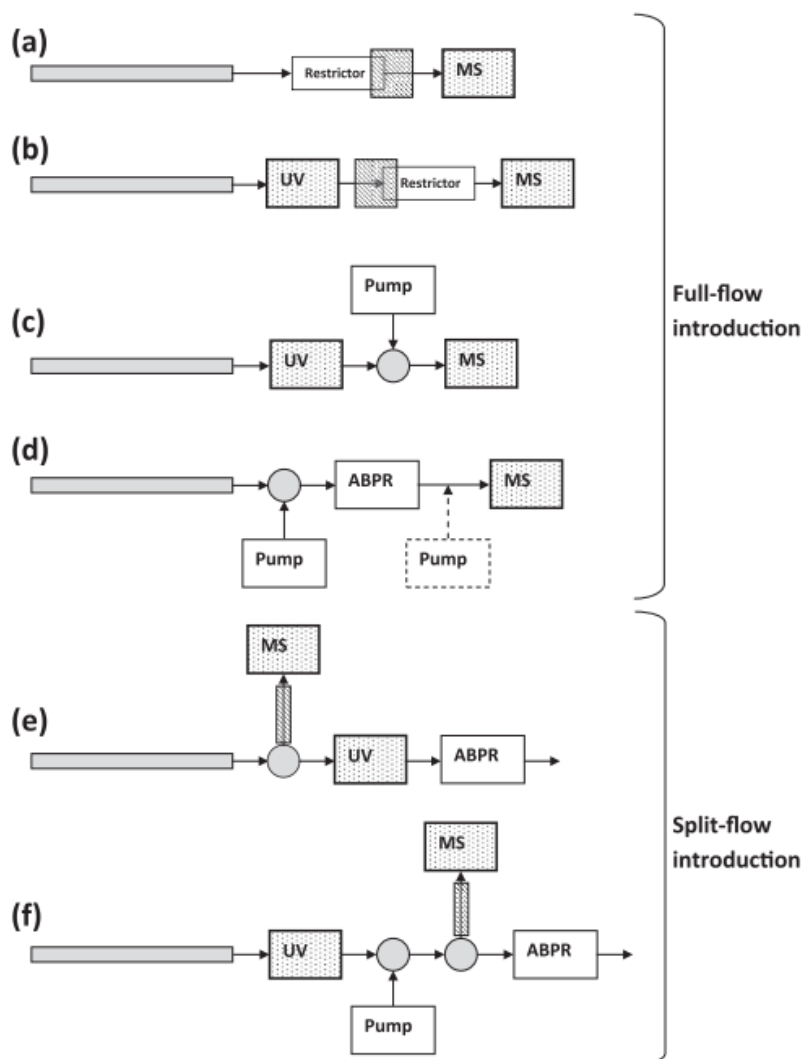 (a)
Restrictor
MS
(b)
UV
Restrictor
MS
Pump
(c)
UV
MS
Full-flow
introduction
(d)
ABPR
MS
Pump
Pump
MS
(e)
UV
ABPR
Split-flow
introduction
MS
(f)
UV
ABPR
Pump